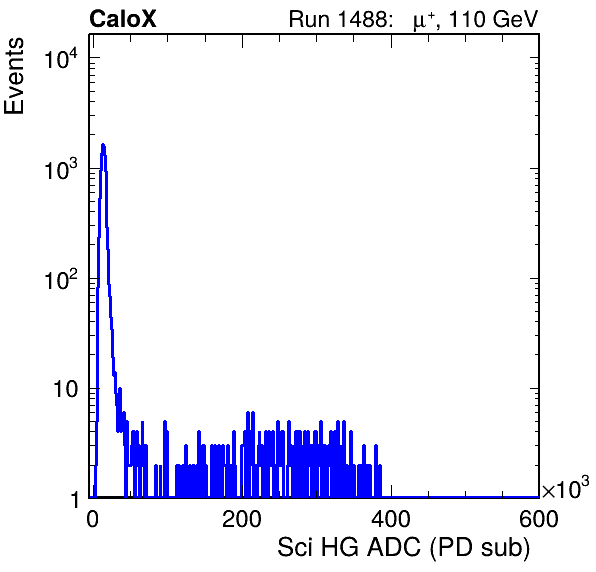 CaloX Run 1488: μ⁺, 110 GeV
Events
10⁴
10³
10²
10
1
0 200 400 600
×10³
Sci HG ADC (PD sub)